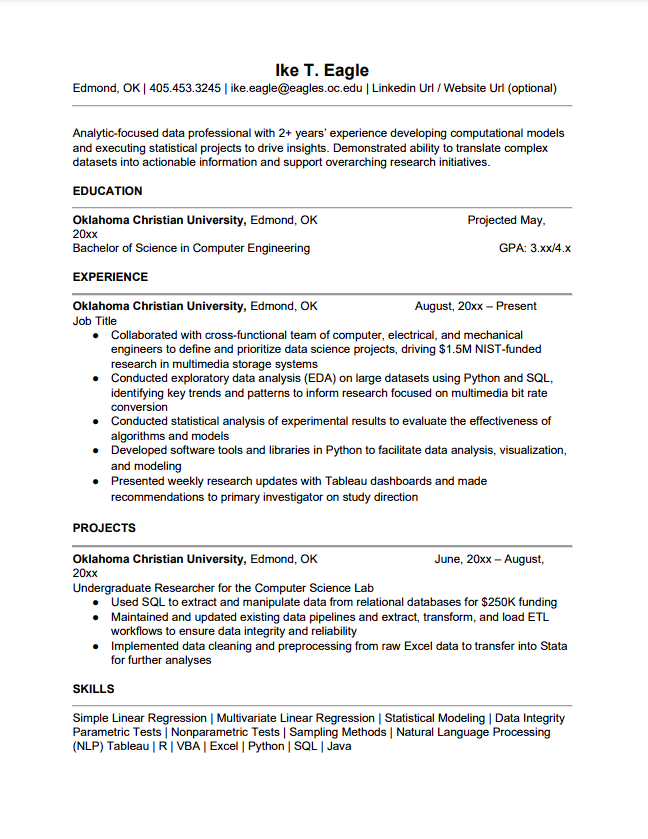 Ike T. Eagle
Edmond, OK | 405.453.3245 | ike.eagle@eagles.oc.edu | Linkedin Url / Website Url (optional)
Analytic-focused data professional with 2+ years’ experience developing computational models
and executing statistical projects to drive insights. Demonstrated ability to translate complex
datasets into actionable information and support overarching research initiatives.
EDUCATION
Oklahoma Christian University, Edmond, OK Projected May,
20xx
Bachelor of Science in Computer Engineering GPA: 3.xx/4.x
EXPERIENCE
Oklahoma Christian University, Edmond, OK August, 20xx – Present
Job Title
● Collaborated with cross-functional team of computer, electrical, and mechanical
engineers to define and prioritize data science projects, driving $1.5M NIST-funded
research in multimedia storage systems
● Conducted exploratory data analysis (EDA) on large datasets using Python and SQL,
identifying key trends and patterns to inform research focused on multimedia bit rate
conversion
● Conducted statistical analysis of experimental results to evaluate the effectiveness of
algorithms and models
● Developed software tools and libraries in Python to facilitate data analysis, visualization,
and modeling
● Presented weekly research updates with Tableau dashboards and made
recommendations to primary investigator on study direction
PROJECTS
Oklahoma Christian University, Edmond, OK June, 20xx – August,
20xx
Undergraduate Researcher for the Computer Science Lab
● Used SQL to extract and manipulate data from relational databases for $250K funding
● Maintained and updated existing data pipelines and extract, transform, and load ETL
workflows to ensure data integrity and reliability
● Implemented data cleaning and preprocessing from raw Excel data to transfer into Stata
for further analyses
SKILLS
Simple Linear Regression | Multivariate Linear Regression | Statistical Modeling | Data Integrity
Parametric Tests | Nonparametric Tests | Sampling Methods | Natural Language Processing
(NLP) Tableau | R | VBA | Excel | Python | SQL | Java